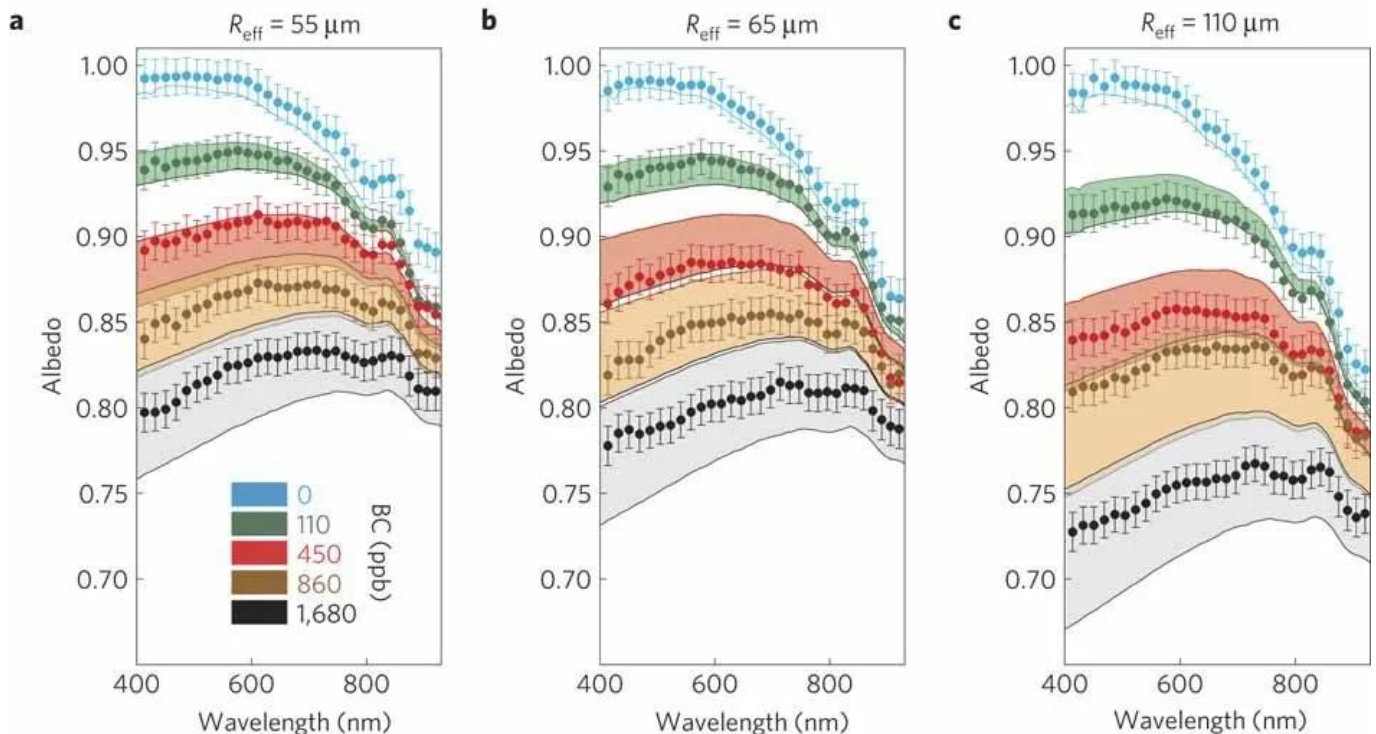 a R_eff = 55 μm
b R_eff = 65 μm
c R_eff = 110 μm
Albedo
1.00
0.95
0.90
0.85
0.80
0.75
0.70
400 600 800
Wavelength (nm)
0
110
450
860
1,680
BC (ppb)
Albedo
1.00
0.95
0.90
0.85
0.80
0.75
0.70
400 600 800
Wavelength (nm)
Albedo
1.00
0.95
0.90
0.85
0.80
0.75
0.70
400 600 800
Wavelength (nm)